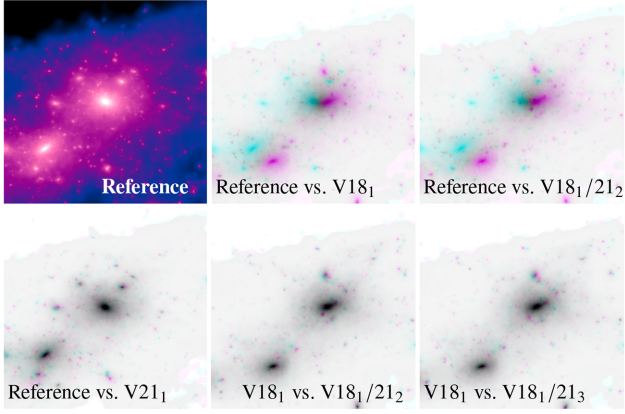 Reference
Reference vs. V18₁
Reference vs. V18₁/21₂
Reference vs. V21₁
V18₁ vs. V18₁/21₂
V18₁ vs. V18₁/21₃